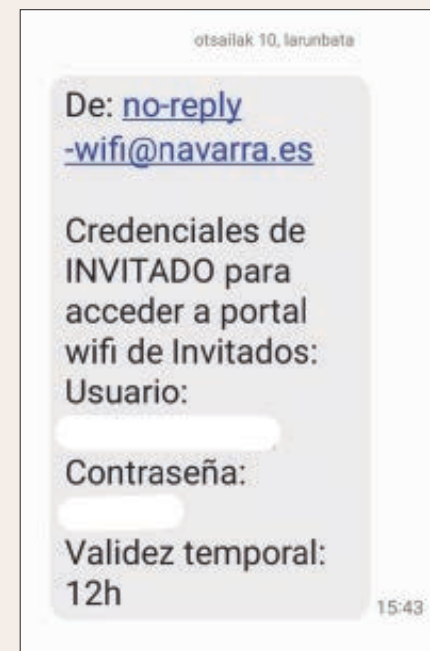 otsailak 10, larunbata
De: no-reply
-wifi@navarra.es
Credenciales de
INVITADO para
acceder a portal
wifi de Invitados:
Usuario:
Contraseña:
Validez temporal:
12h
15:43